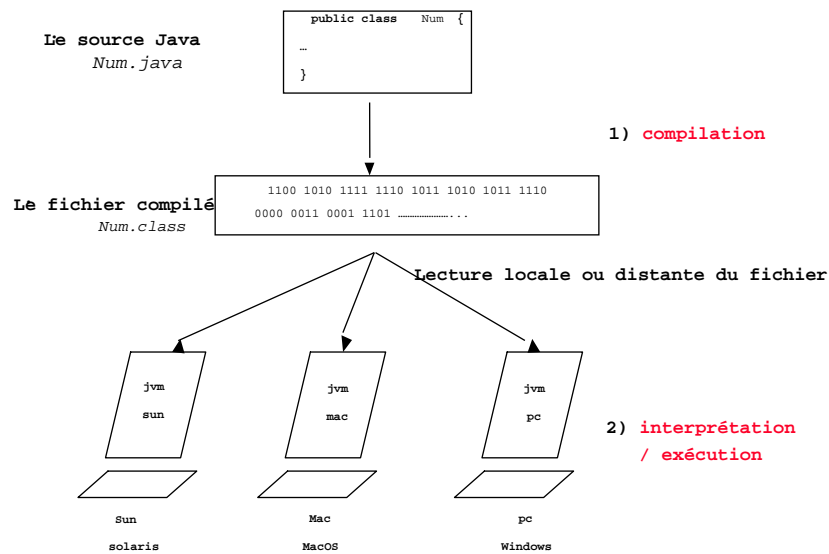 public class Num {
…
}
Le source Java
Num.java
1) compilation
1100 1010 1111 1110 1011 1010 1011 1110
0000 0011 0001 1101 …………………...
Le fichier compilé
Num.class
Lecture locale ou distante du fichier
jvm
sun
jvm
mac
jvm
pc
2) interprétation
/ exécution
Sun
solaris
Mac
MacOS
pc
Windows